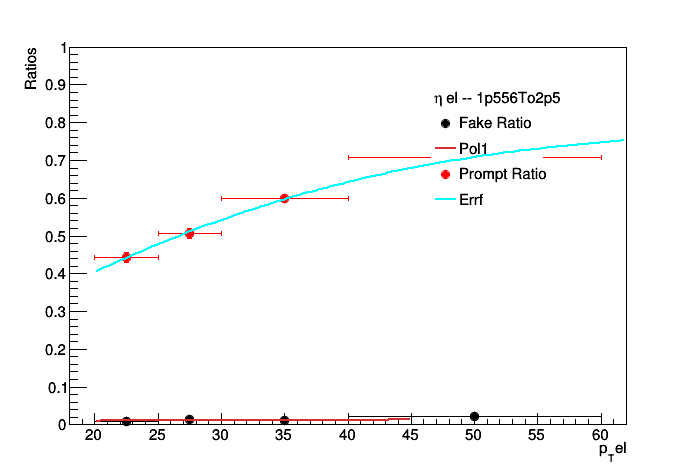 Ratios
1
0.9
0.8
0.7
0.6
0.5
0.4
0.3
0.2
0.1
0
η el -- 1p556To2p5
Fake Ratio
Pol1
Prompt Ratio
Errf
20 25 30 35 40 45 50 55 60
p_T el